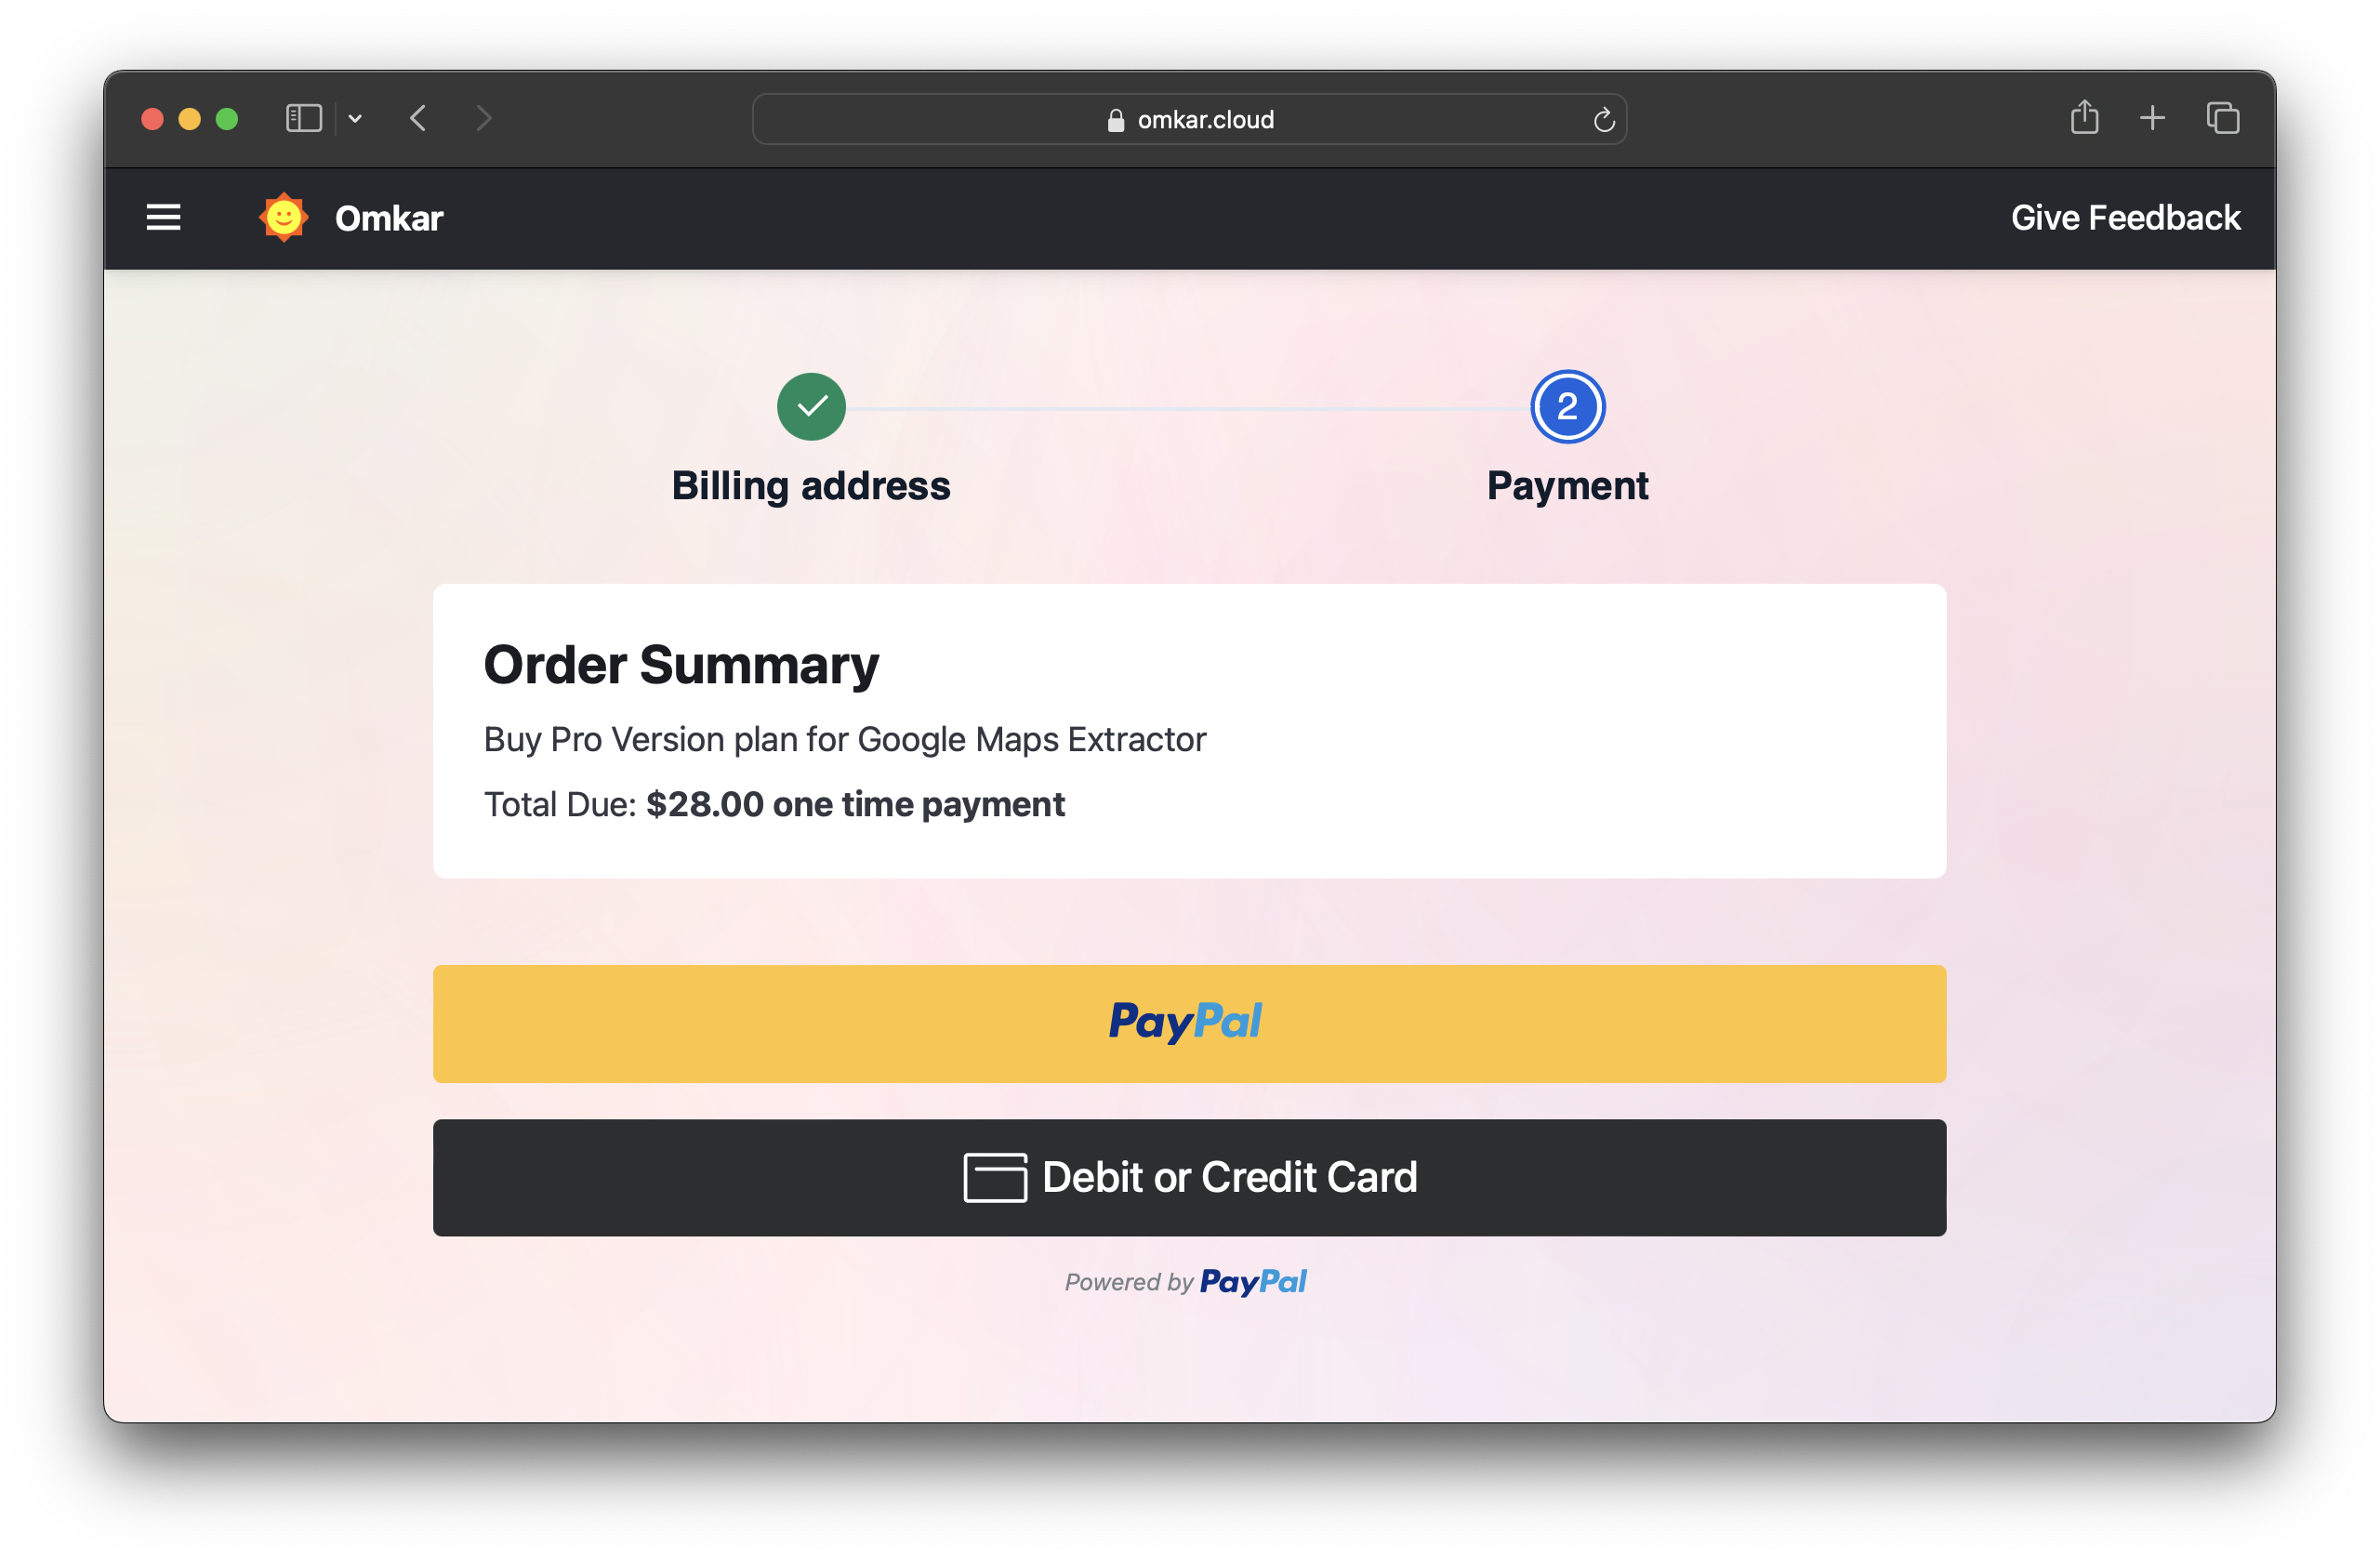 omkar.cloud
Omkar
Give Feedback
2
Billing address
Payment
Order Summary
Buy Pro Version plan for Google Maps Extractor
Total Due: $28.00 one time payment
PayPal
Debit or Credit Card
Powered by PayPal